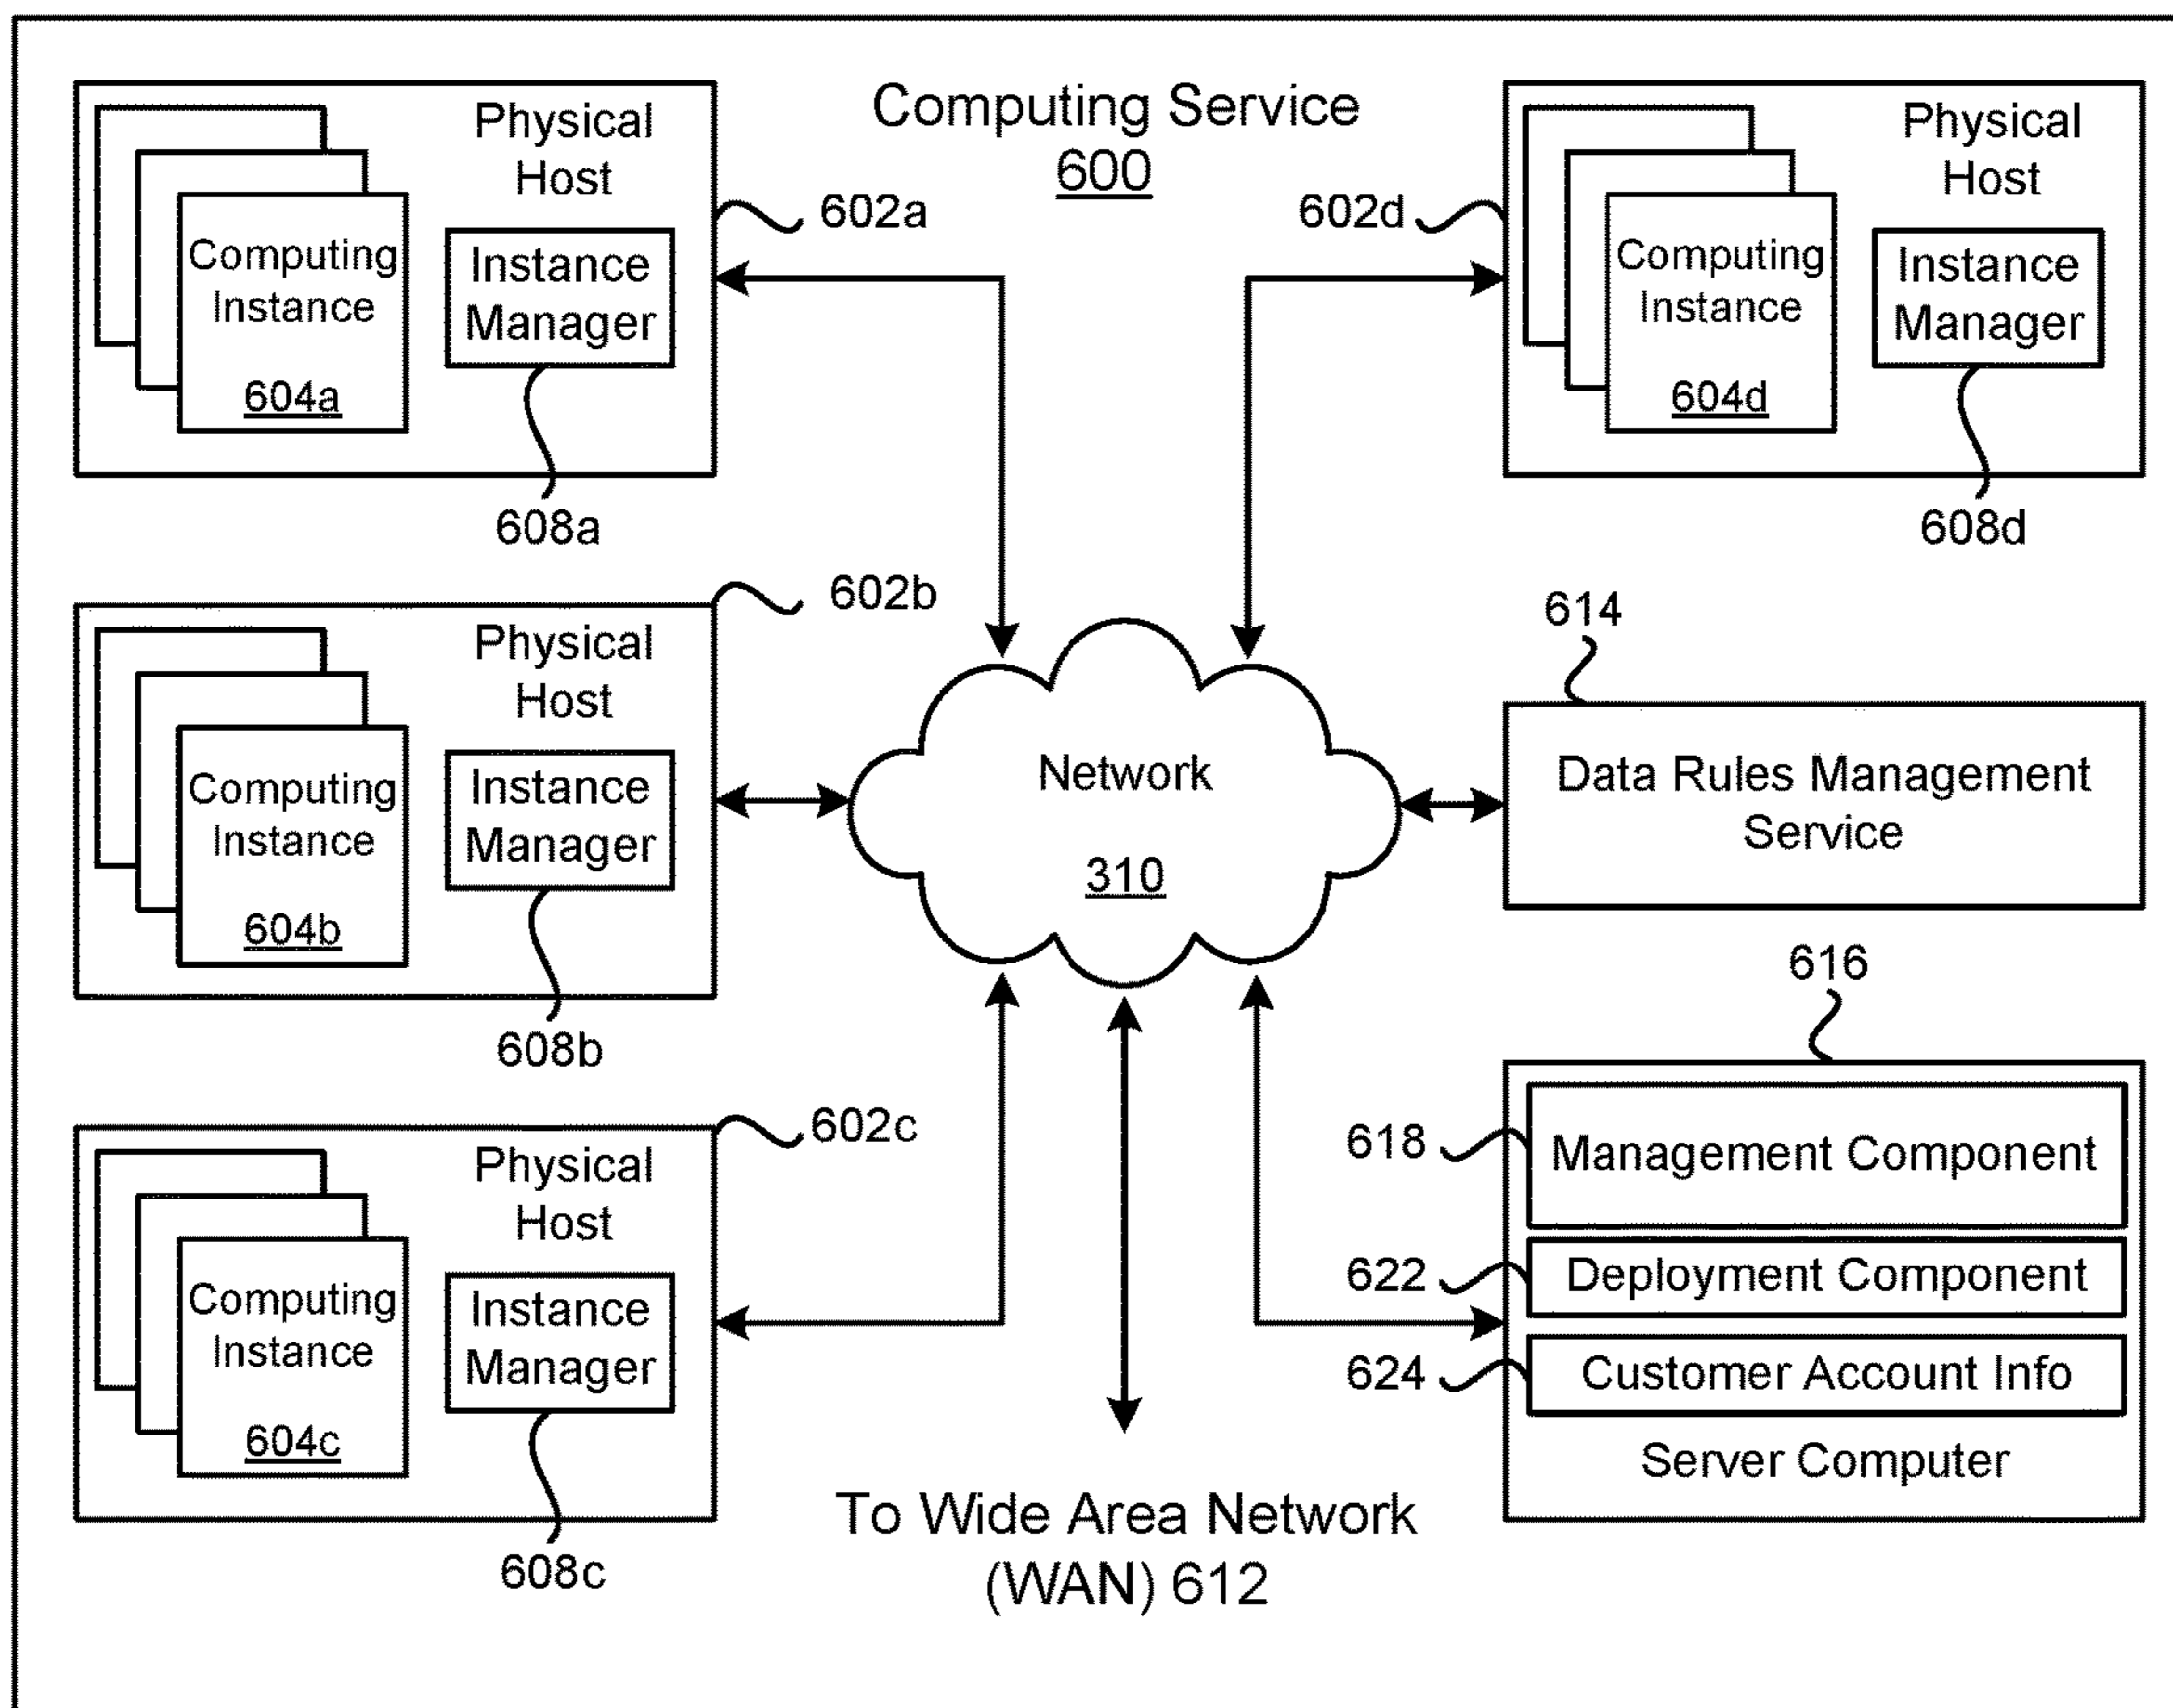 Computing Service
600
Physical
Host
Computing
Instance
604a
Instance
Manager
602a
608a
Physical
Host
Computing
Instance
604d
Instance
Manager
602d
608d
Physical
Host
Computing
Instance
604b
Instance
Manager
602b
608b
Network
310
614
Data Rules Management
Service
Physical
Host
Computing
Instance
604c
Instance
Manager
602c
608c
616
618
Management Component
622
Deployment Component
624
Customer Account Info
Server Computer
To Wide Area Network
(WAN) 612